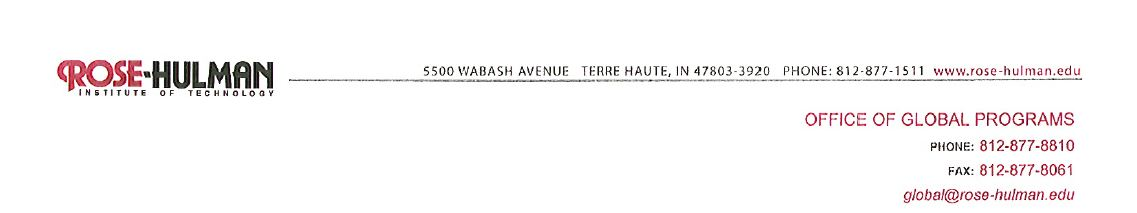 ROSE-HULMAN
INSTITUTE OF TECHNOLOGY
5500 WABASH AVENUE TERRE HAUTE, IN 47803-3920 PHONE: 812-877-1511 www.rose-hulman.edu
OFFICE OF GLOBAL PROGRAMS
PHONE: 812-877-8810
FAX: 812-877-8061
global@rose-hulman.edu